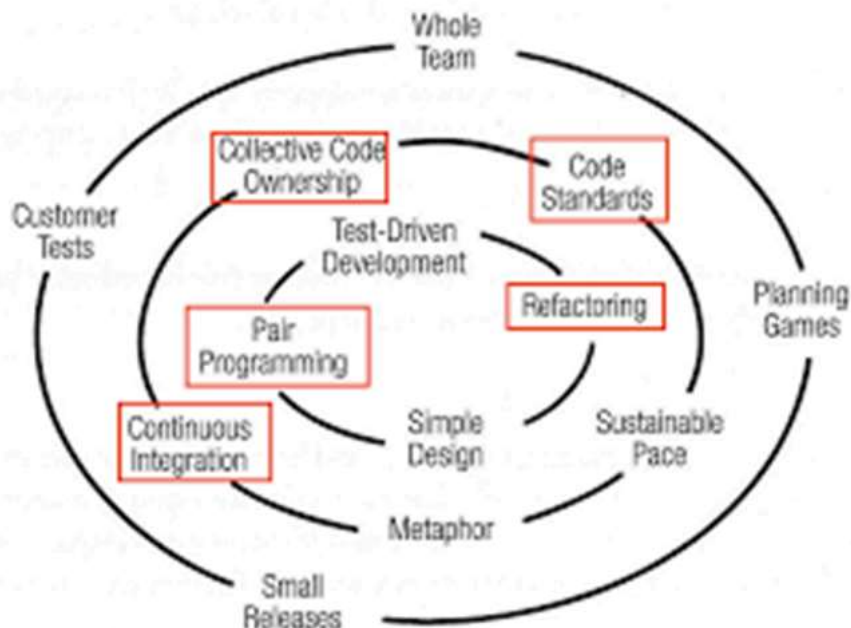 Whole
Team
Collective Code
Ownership
Code
Standards
Customer
Tests
Test-Driven
Development
Planning
Games
Refactoring
Pair
Programming
Continuous
Integration
Simple
Design
Sustainable
Pace
Metaphor
Small
Releases